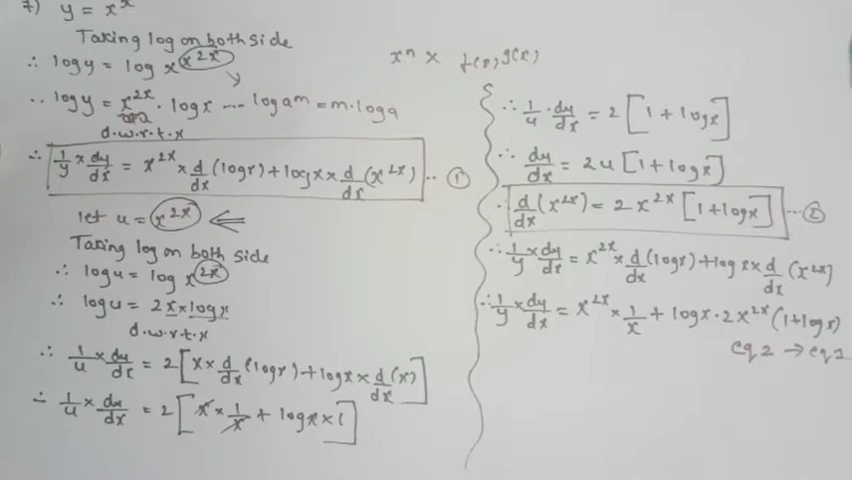 7) y = x^x
Taking log on both side
∴ log y = log x^x^2x
∴ log y = x^2x · log x ---- log a^m = m·log a
d.w.r.t.x
∴ 1/y × dy/dx = x^2x × d/dx (log x) + log x × d/dx (x^2x) -- ①
let u = x^2x ⇐
Taking log on both side
∴ log u = log x^2x
∴ log u = 2x × log x
d.w.r.t.x
∴ 1/u × du/dx = 2[x × d/dx (log x) + log x × d/dx (x)]
∴ 1/u × du/dx = 2[x × 1/x + log x × 1]
x^n × f(x)^g(x)
∴ 1/u · du/dx = 2[1 + log x]
∴ du/dx = 2u[1 + log x]
∴ d/dx (x^2x) = 2x^2x [1 + log x] --- ②
∴ 1/y × dy/dx = x^2x × d/dx (log x) + log x × d/dx (x^2x)
∴ 1/y × dy/dx = x^2x × 1/x + log x · 2x^2x (1 + log x)
eq 2 → eq 1